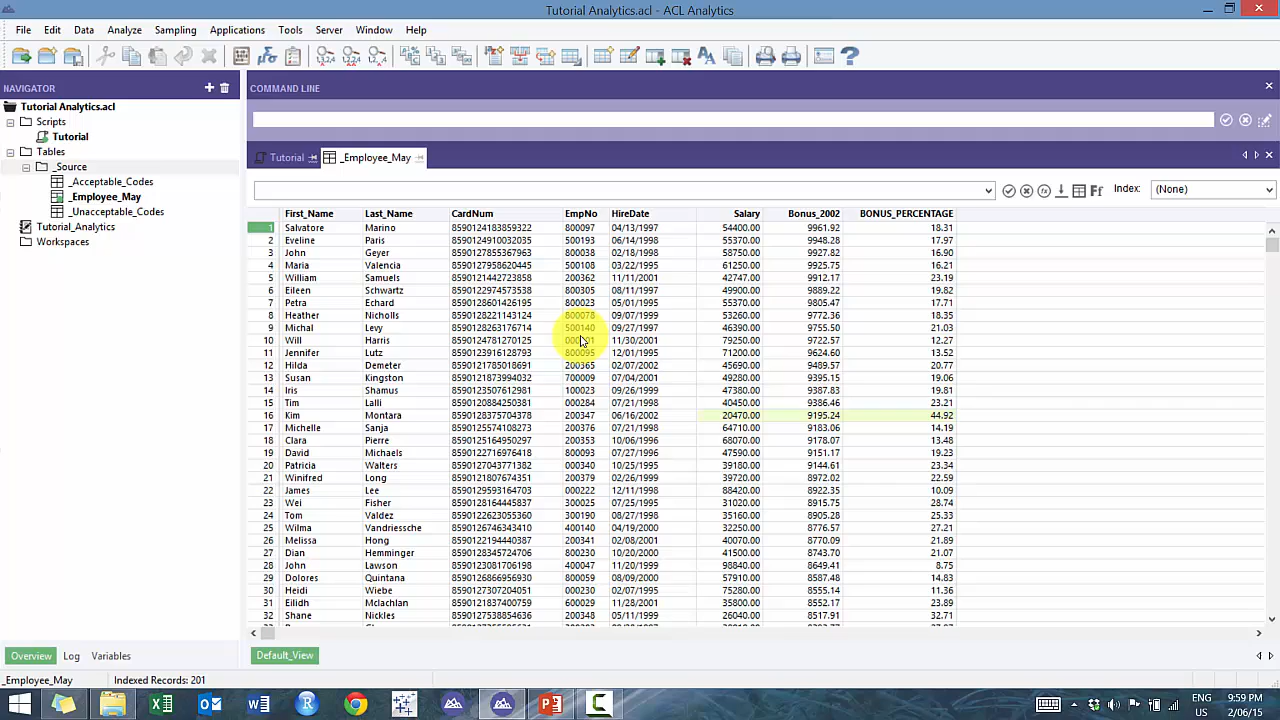 Tutorial Analytics.acl - ACL Analytics
File Edit Data Analyze Sampling Applications Tools Server Window Help
NAVIGATOR
Tutorial Analytics.acl
Scripts
Tutorial
Tables
_Source
_Acceptable_Codes
_Employee_May
_Unacceptable_Codes
Tutorial_Analytics
Workspaces
COMMAND LINE
Tutorial _Employee_May
Index: (None)
First_Name Last_Name CardNum EmpNo HireDate Salary Bonus_2002 BONUS_PERCENTAGE
1 Salvatore Marino 8590124183859322 800097 04/13/1997 54400.00 9961.92 18.31
2 Eveline Paris 8590124910032035 500193 06/14/1998 55370.00 9948.28 17.97
3 John Geyer 8590127855367963 800038 02/18/1998 58750.00 9927.82 16.90
4 Maria Valencia 8590127958620445 500108 03/22/1995 61250.00 9925.75 16.21
5 William Samuels 8590121442723858 200362 11/11/2001 42747.00 9912.17 23.19
6 Eileen Schwartz 8590122974573538 800305 08/11/1997 49900.00 9889.22 19.82
7 Petra Echard 8590128601426195 800023 05/01/1995 55370.00 9805.47 17.71
8 Heather Nicholls 8590128221143124 800078 09/07/1999 53260.00 9772.36 18.35
9 Michal Levy 8590128263176714 500140 09/27/1997 46390.00 9755.50 21.03
10 Will Harris 8590124781270125 11/30/2001 79250.00 9722.57 12.27
11 Jennifer Lutz 8590123916128793 800095 12/01/1995 71200.00 9624.60 13.52
12 Hilda Demeter 8590121785018691 200365 02/07/2002 45690.00 9489.57 20.77
13 Susan Kingston 8590121873994032 700009 07/04/2001 49280.00 9395.15 19.06
14 Iris Shamus 8590123507612981 100023 09/26/1999 47380.00 9387.83 19.81
15 Tim Lalli 8590120884250381 000284 07/21/1998 40450.00 9386.46 23.21
16 Kim Montara 8590128375704378 200347 06/16/2002 20470.00 9195.24 44.92
17 Michelle Sanja 8590125574108273 200376 07/21/1998 64710.00 9183.06 14.19
18 Clara Pierre 8590125164950297 200353 10/06/1996 68070.00 9178.07 13.48
19 David Michaels 8590122716976418 800093 07/27/1996 47590.00 9151.17 19.23
20 Patricia Walters 8590127043771382 000340 10/25/1995 39180.00 9144.61 23.34
21 Winifred Long 8590121807674351 200379 02/26/1999 39720.00 8972.02 22.59
22 James Lee 8590129593164703 000222 12/11/1998 88420.00 8922.35 10.09
23 Wei Fisher 8590128164445837 300025 07/25/1995 31020.00 8915.75 28.74
24 Tom Valdez 8590122623055360 300190 08/27/1998 35160.00 8905.28 25.33
25 Wilma Vandriessche 8590126746343410 400140 04/19/2000 32250.00 8776.57 27.21
26 Melissa Hong 8590122194440387 200341 02/08/2001 40070.00 8770.09 21.89
27 Dian Hemminger 8590128345724706 800230 10/20/2000 41500.00 8743.70 21.07
28 John Lawson 8590123081706198 400047 11/20/1999 98840.00 8649.41 8.75
29 Dolores Quintana 8590126866956930 800059 08/09/2000 57910.00 8587.48 14.83
30 Heidi Wiebe 8590127307204051 000230 02/07/1995 75280.00 8555.14 11.36
31 Eilidh Mclachlan 8590121837400759 600029 11/28/2001 35800.00 8552.17 23.89
32 Shane Nickles 8590127538854636 200348 05/11/1999 26040.00 8517.91 32.71
Overview Log Variables
Default_View
_Employee_May Indexed Records: 201
ENG
US
9:59 PM
2/06/15